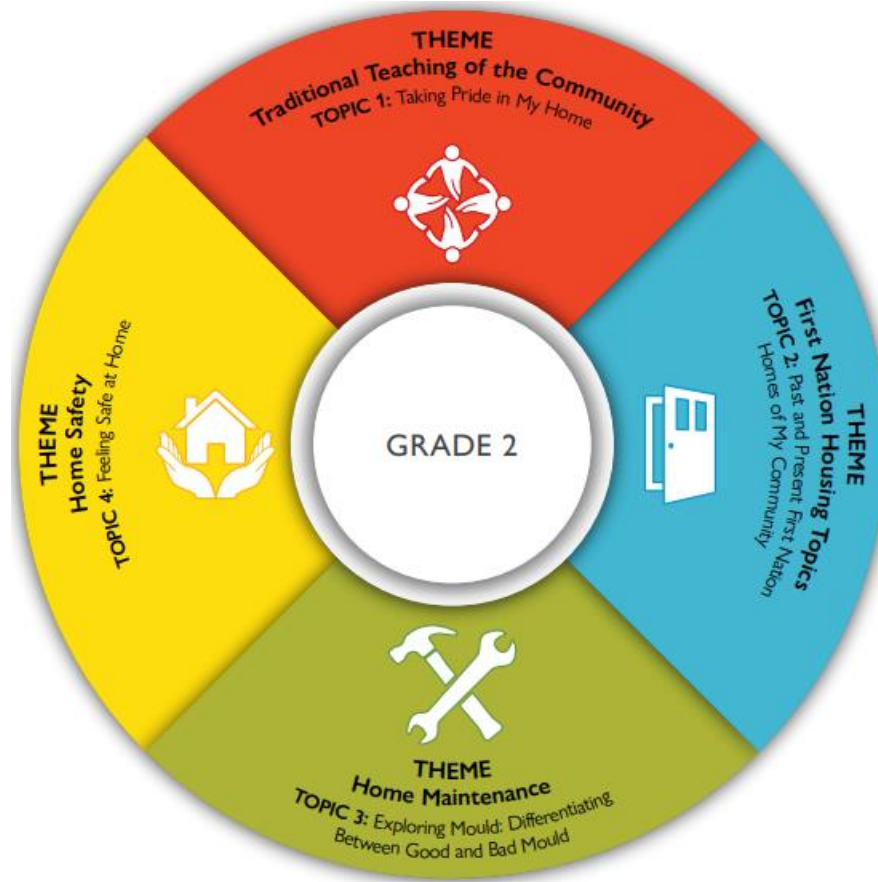 THEME
Traditional Teaching of the Community
TOPIC 1: Taking Pride in My Home
THEME
First Nation Housing Topics
TOPIC 2: Past and Present First Nation
Homes of My Community
GRADE 2
THEME
Home Maintenance
TOPIC 3: Exploring Mould: Differentiating
Between Good and Bad Mould
THEME
Home Safety
TOPIC 4: Feeling Safe at Home